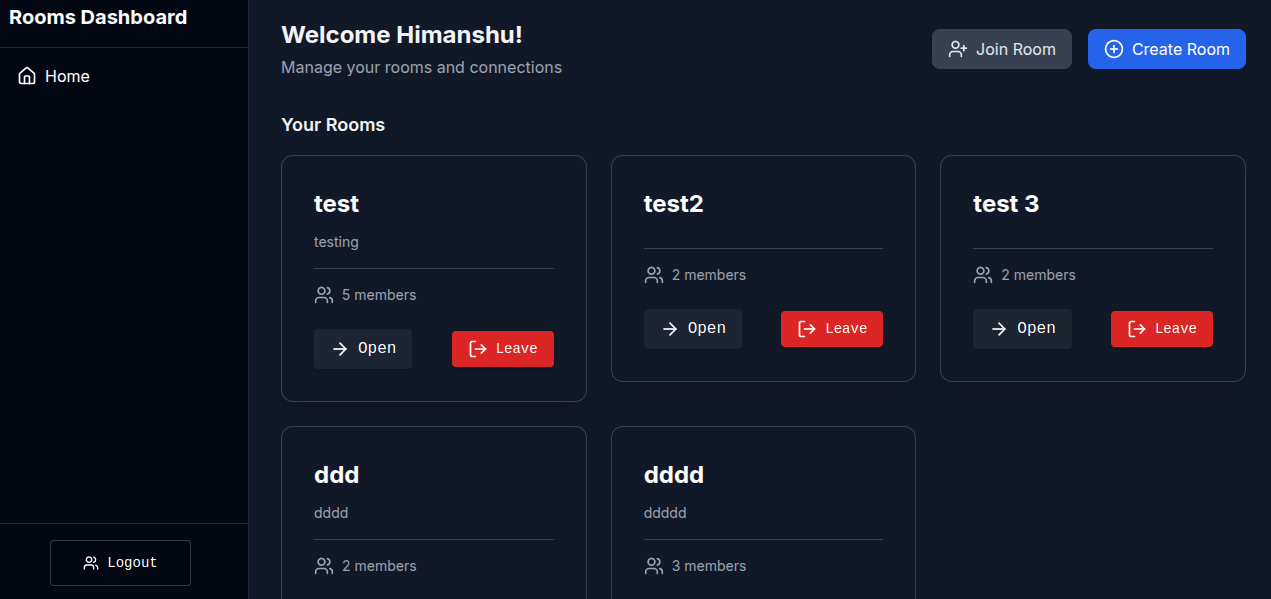 Rooms Dashboard
Home
Logout
Welcome Himanshu!
Manage your rooms and connections
Join Room
Create Room
Your Rooms
test
testing
5 members
Open
Leave
test2
2 members
Open
Leave
test 3
2 members
Open
Leave
ddd
dddd
2 members
dddd
ddddd
3 members